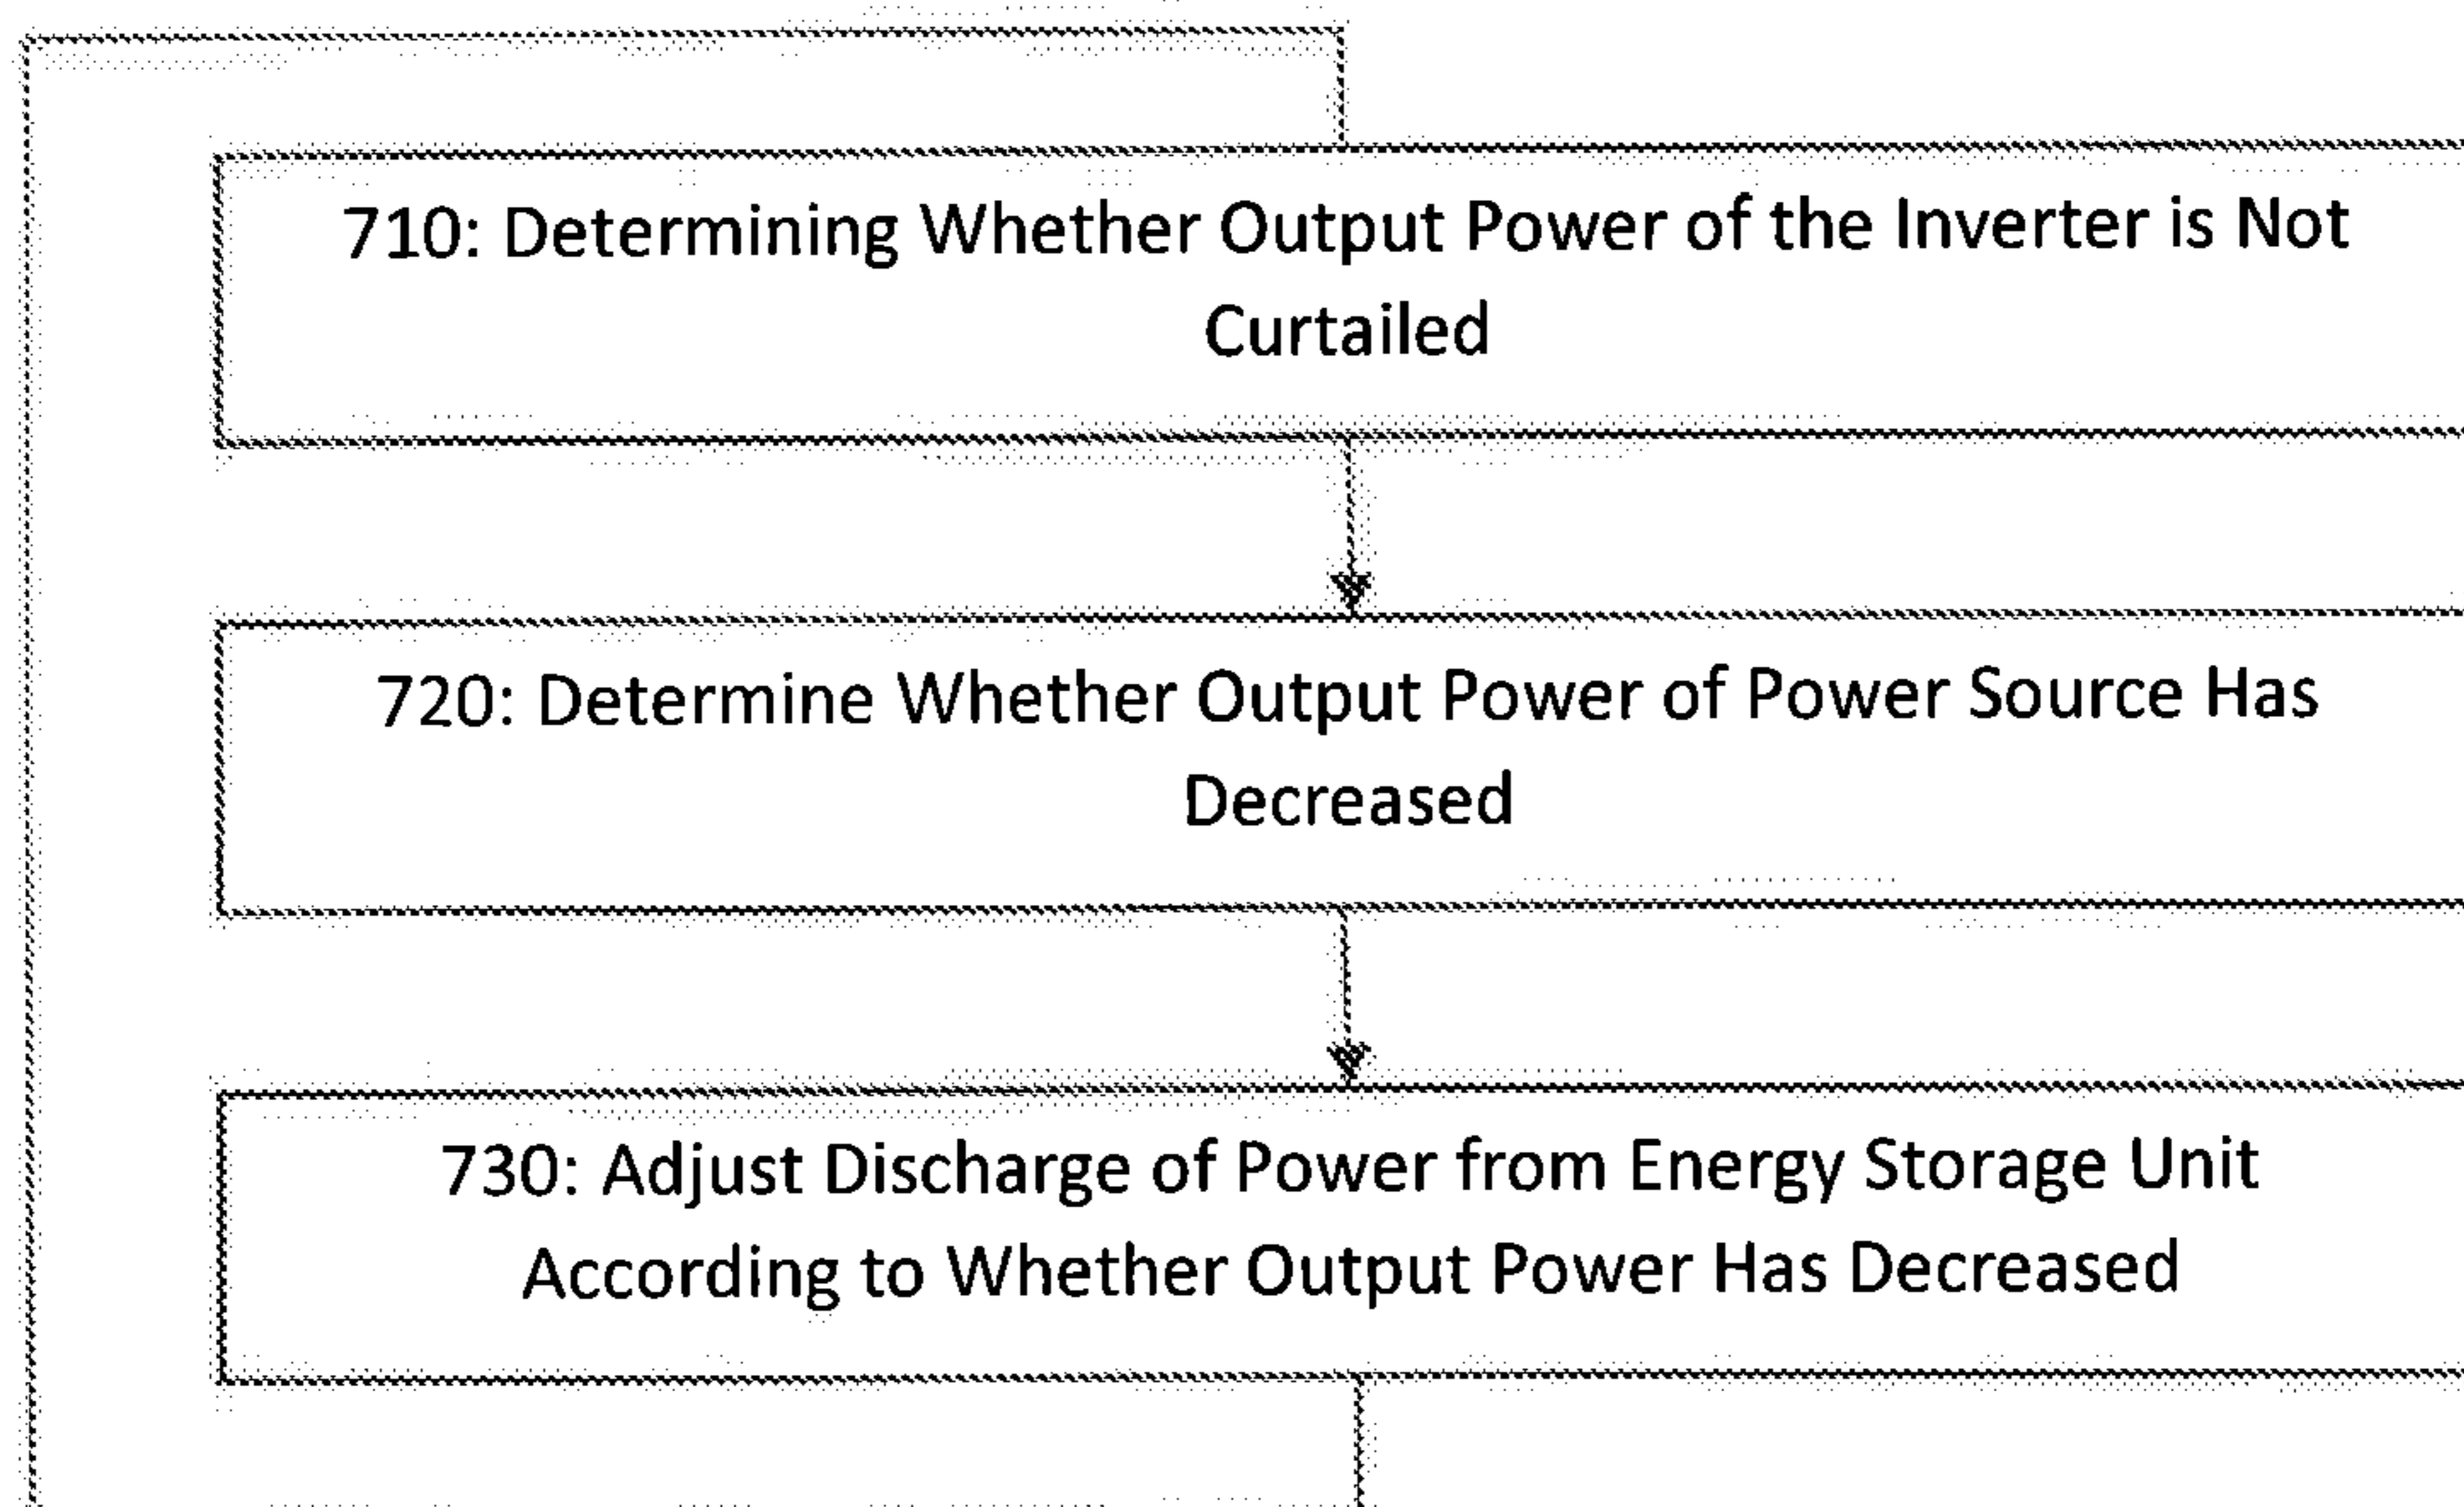 710: Determining Whether Output Power of the Inverter is Not
Curtailed
720: Determine Whether Output Power of Power Source Has
Decreased
730: Adjust Discharge of Power from Energy Storage Unit
According to Whether Output Power Has Decreased